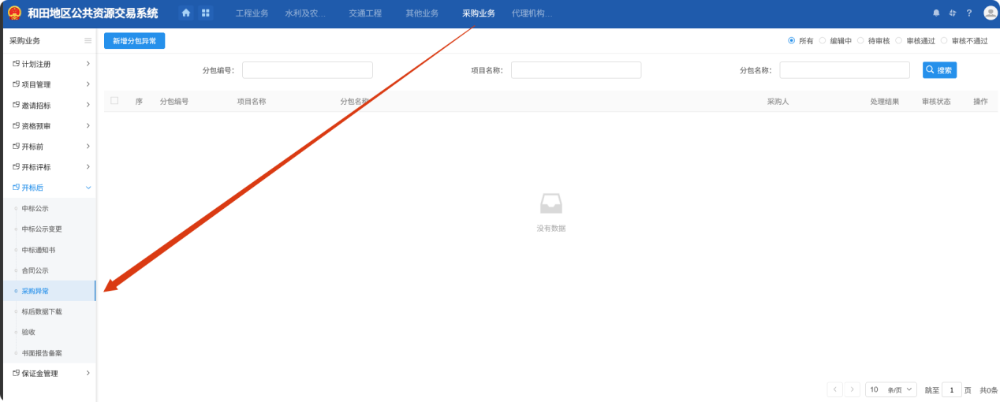 和田地区公共资源交易系统
工程业务 水利及农... 交通工程 其他业务 采购业务 代理机构...
采购业务
新增分包异常
所有 编辑中 待审核 审核通过 审核不通过
计划注册
项目管理
邀请招标
资格预审
开标前
开标评标
开标后
中标公示
中标公示变更
中标通知书
合同公示
采购异常
标后数据下载
验收
书面报告备案
保证金管理
分包编号： 项目名称： 分包名称： 搜索
序 分包编号 项目名称 分包名称 采购人 处理结果 审核状态 操作
没有数据
10 条/页 跳至 1 页 共0条